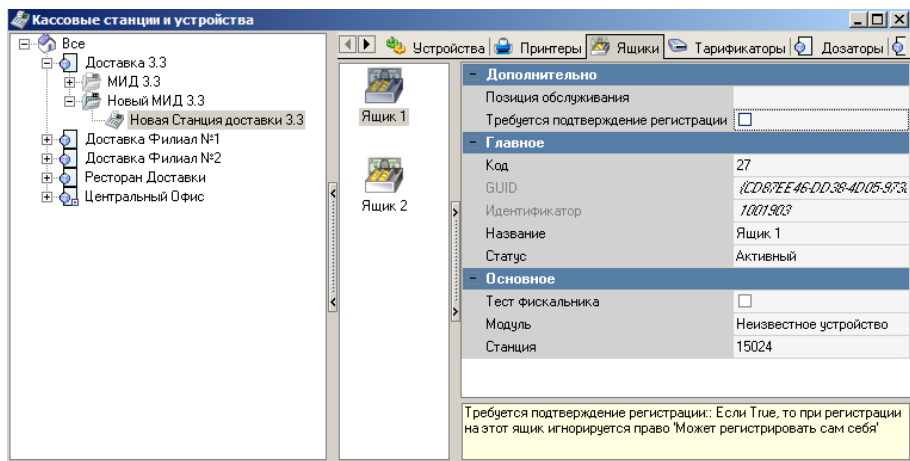 Кассовые станции и устройства
Все
Доставка 3.3
МИД 3.3
Новый МИД 3.3
Новая Станция доставки 3.3
Доставка Филиал №1
Доставка Филиал №2
Ресторан Доставки
Центральный Офис
Устройства Принтеры Ящики Тарификаторы Дозаторы
Ящик 1
Ящик 2
Дополнительно
Позиция обслуживания
Требуется подтверждение регистрации
Главное
Код 27
GUID {CD87EE46-DD38-4D05-973
Идентификатор 1001903
Название Ящик 1
Статус Активный
Основное
Тест фискальника
Модуль Неизвестное устройство
Станция 15024
Требуется подтверждение регистрации:: Если True, то при регистрации
на этот ящик игнорируется право 'Может регистрировать сам себя'